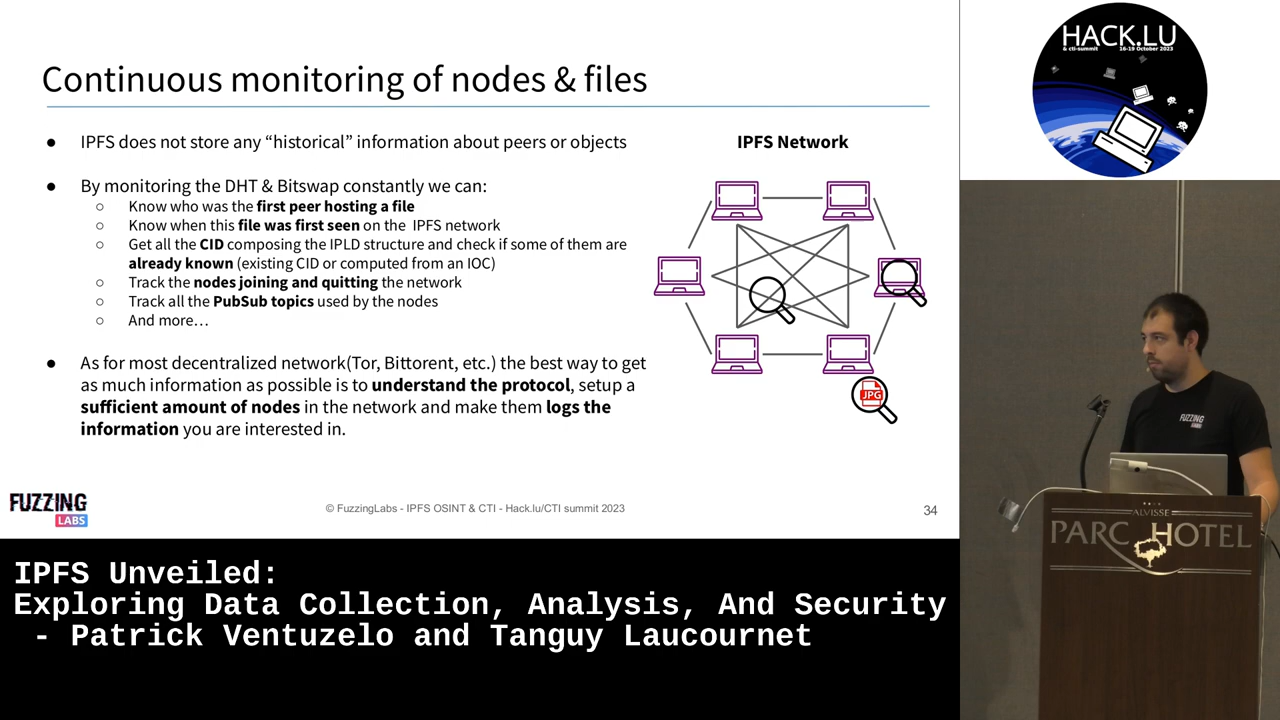 Continuous monitoring of nodes & files
● IPFS does not store any “historical” information about peers or objects
● By monitoring the DHT & Bitswap constantly we can:
○ Know who was the first peer hosting a file
○ Know when this file was first seen on the IPFS network
○ Get all the CID composing the IPLD structure and check if some of them are
already known (existing CID or computed from an IOC)
○ Track the nodes joining and quitting the network
○ Track all the PubSub topics used by the nodes
○ And more…
● As for most decentralized network(Tor, Bittorent, etc.) the best way to get
as much information as possible is to understand the protocol, setup a
sufficient amount of nodes in the network and make them logs the
information you are interested in.
IPFS Network
JPG
FUZZING
LABS
© FuzzingLabs - IPFS OSINT & CTI - Hack.lu/CTI summit 2023
34
HACK.LU
& cti-summit 16-19 October 2023
FUZZING
LABS
ALVISSE
PARC HOTEL
IPFS Unveiled:
Exploring Data Collection, Analysis, And Security
- Patrick Ventuzelo and Tanguy Laucournet